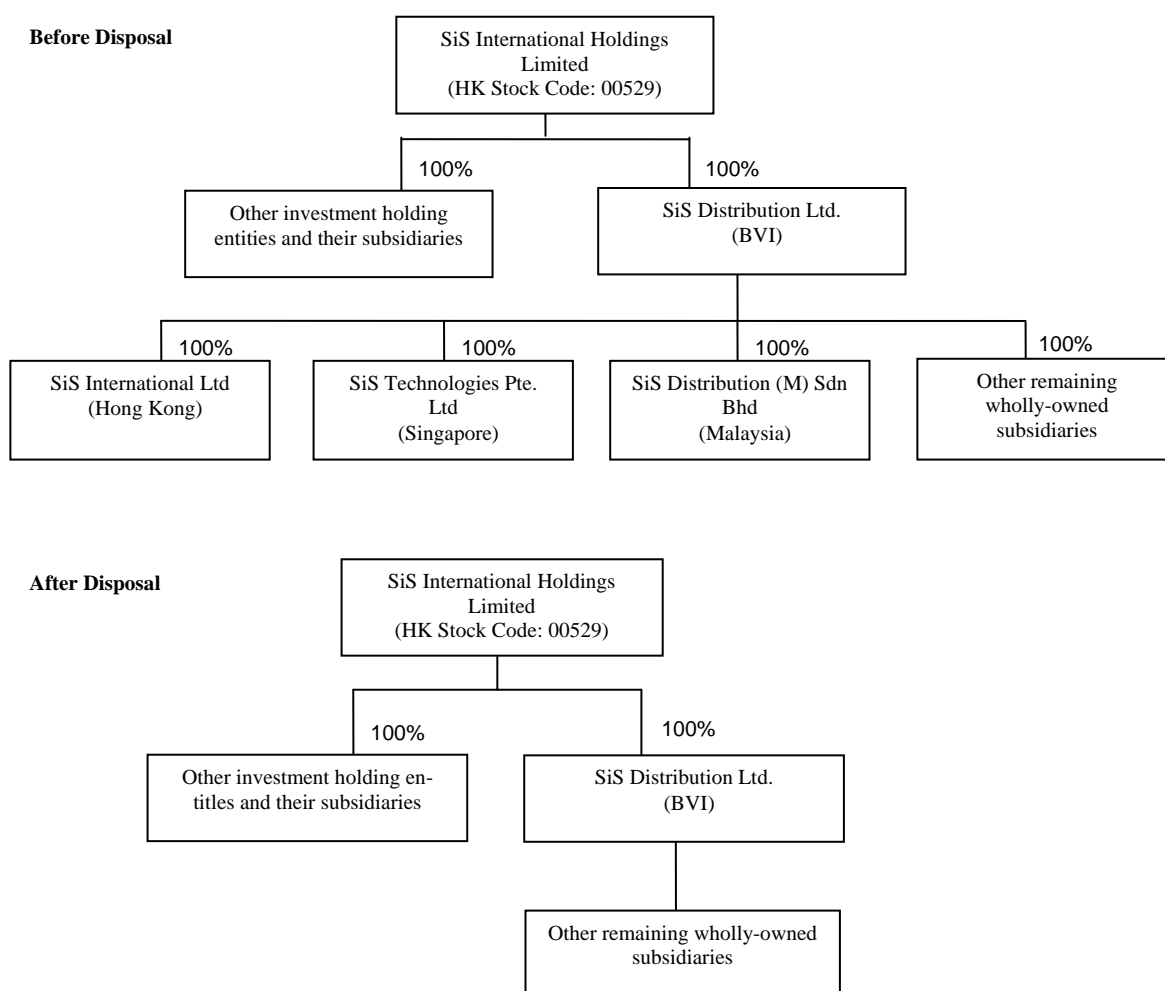 Before Disposal
SiS International Holdings
Limited
(HK Stock Code: 00529)
100%
100%
Other investment holding
entities and their subsidiaries
SiS Distribution Ltd.
(BVI)
100%
100%
100%
100%
SiS International Ltd
(Hong Kong)
SiS Technologies Pte.
Ltd
(Singapore)
SiS Distribution (M) Sdn
Bhd
(Malaysia)
Other remaining
wholly-owned
subsidiaries
After Disposal
SiS International Holdings
Limited
(HK Stock Code: 00529)
100%
100%
Other investment holding en-
titles and their subsidiaries
SiS Distribution Ltd.
(BVI)
Other remaining wholly-owned
subsidiaries